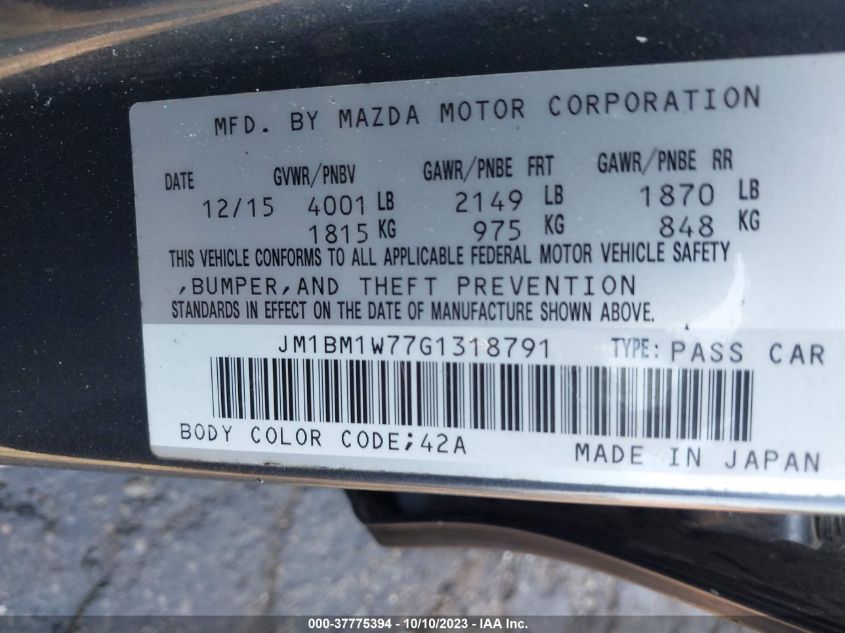 MFD. BY MAZDA MOTOR CORPORATION
DATE GVWR/PNBV GAWR/PNBE FRT GAWR/PNBE RR
12/15 4001 LB 2149 LB 1870 LB
1815 KG 975 KG 848 KG
THIS VEHICLE CONFORMS TO ALL APPLICABLE FEDERAL MOTOR VEHICLE SAFETY
,BUMPER,AND THEFT PREVENTION
STANDARDS IN EFFECT ON THE DATE OF MANUFACTURE SHOWN ABOVE.
JM1BM1W77G1318791 TYPE: PASS CAR
BODY COLOR CODE;42A MADE IN JAPAN
000-37775394 - 10/10/2023 - IAA Inc.